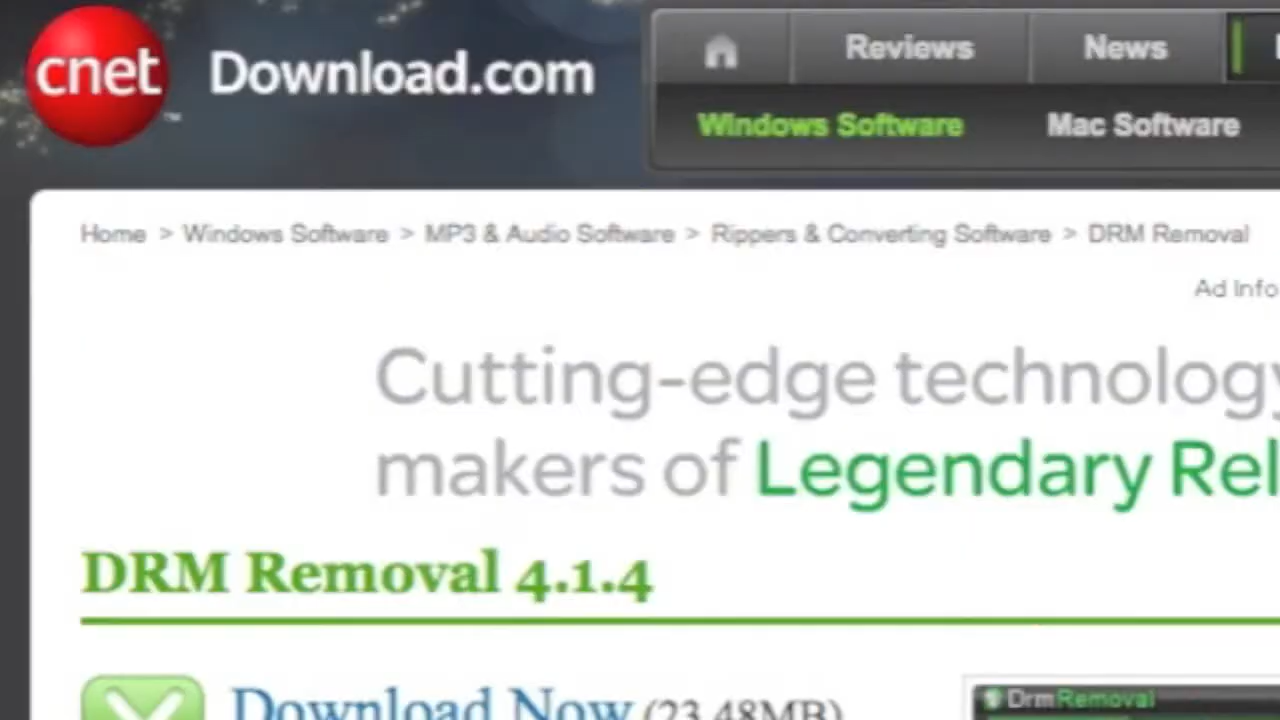 cnet Download.com
Reviews News
Windows Software Mac Software
Home > Windows Software > MP3 & Audio Software > Rippers & Converting Software > DRM Removal
Ad Info
Cutting-edge technology
makers of Legendary Rel
DRM Removal 4.1.4
Download Now (23.48MB)
DrmRemoval